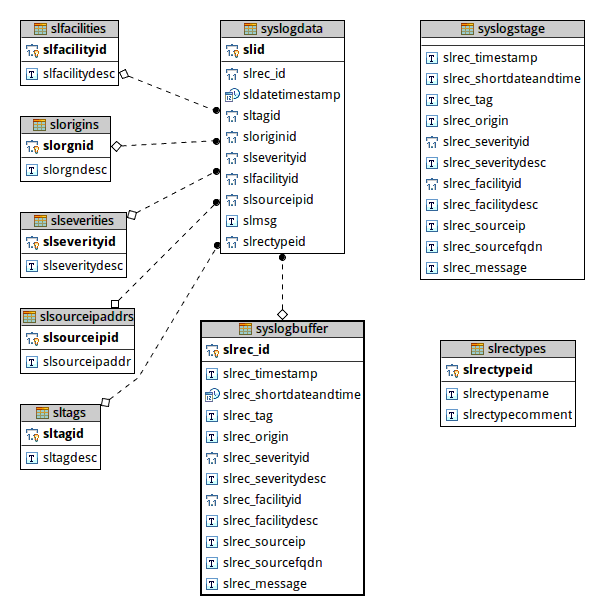 slfacilities
slfacilityid
slfacilitydesc
slorigins
slorgnid
slorgndesc
slseverities
slseverityid
slseveritydesc
slsourceipaddrs
slsourceipid
slsourceipaddr
sltags
sltagid
sltagdesc
syslogdata
slid
slrec_id
sldatetimestamp
sltagid
sloriginid
slseverityid
slfacilityid
slsourceipid
slmsg
slrectypeid
syslogbuffer
slrec_id
slrec_timestamp
slrec_shortdateandtime
slrec_tag
slrec_origin
slrec_severityid
slrec_severitydesc
slrec_facilityid
slrec_facilitydesc
slrec_sourceip
slrec_sourcefqdn
slrec_message
syslogstage
slrec_timestamp
slrec_shortdateandtime
slrec_tag
slrec_origin
slrec_severityid
slrec_severitydesc
slrec_facilityid
slrec_facilitydesc
slrec_sourceip
slrec_sourcefqdn
slrec_message
slrectypes
slrectypeid
slrectypename
slrectypecomment